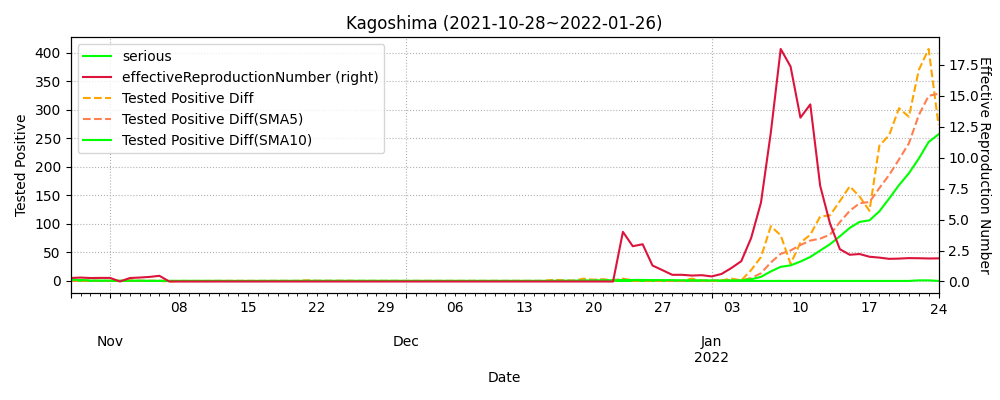 Kagoshima (2021-10-28~2022-01-26)
serious
effectiveReproductionNumber (right)
Tested Positive Diff
Tested Positive Diff(SMA5)
Tested Positive Diff(SMA10)
Tested Positive
400
350
300
250
200
150
100
50
0
17.5
15.0
12.5
10.0
7.5
5.0
2.5
0.0
Effective Reproduction Number
08 15 22 29 06 13 20 27 03 10 17 24
Nov Dec Jan
2022
Date